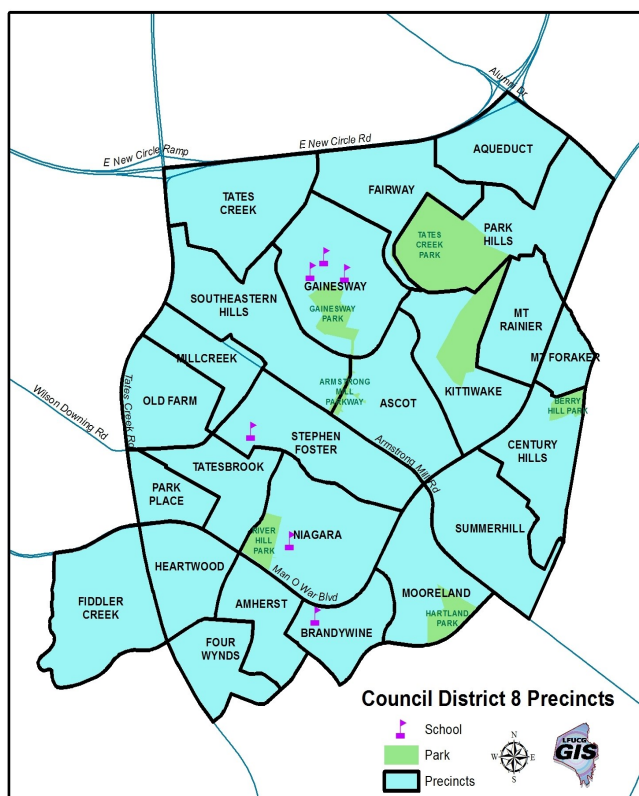 Alumni Dr
E New Circle Rd
E New Circle Ramp
AQUEDUCT
FAIRWAY
TATES
CREEK
PARK
HILLS
TATES
CREEK
PARK
GAINESWAY
GAINESWAY
PARK
SOUTHEASTERN
HILLS
MT
RAINIER
MT FORAKER
MILLCREEK
ARMSTRONG
MILL
PARKWAY
ASCOT
KITTIWAKE
BERRY
HILL PARK
OLD FARM
Wilson Downing Rd
Tates Creek Rd
STEPHEN
FOSTER
Armstrong Mill Rd
CENTURY
HILLS
TATESBROOK
PARK
PLACE
SUMMERHILL
RIVER
HILL
PARK
NIAGARA
HEARTWOOD
Man O War Blvd
MOORELAND
HARTLAND
PARK
FIDDLER
CREEK
AMHERST
BRANDYWINE
FOUR
WYNDS
Council District 8 Precincts
School
Park
Precincts
N
W
E
S
LFUCG
GIS